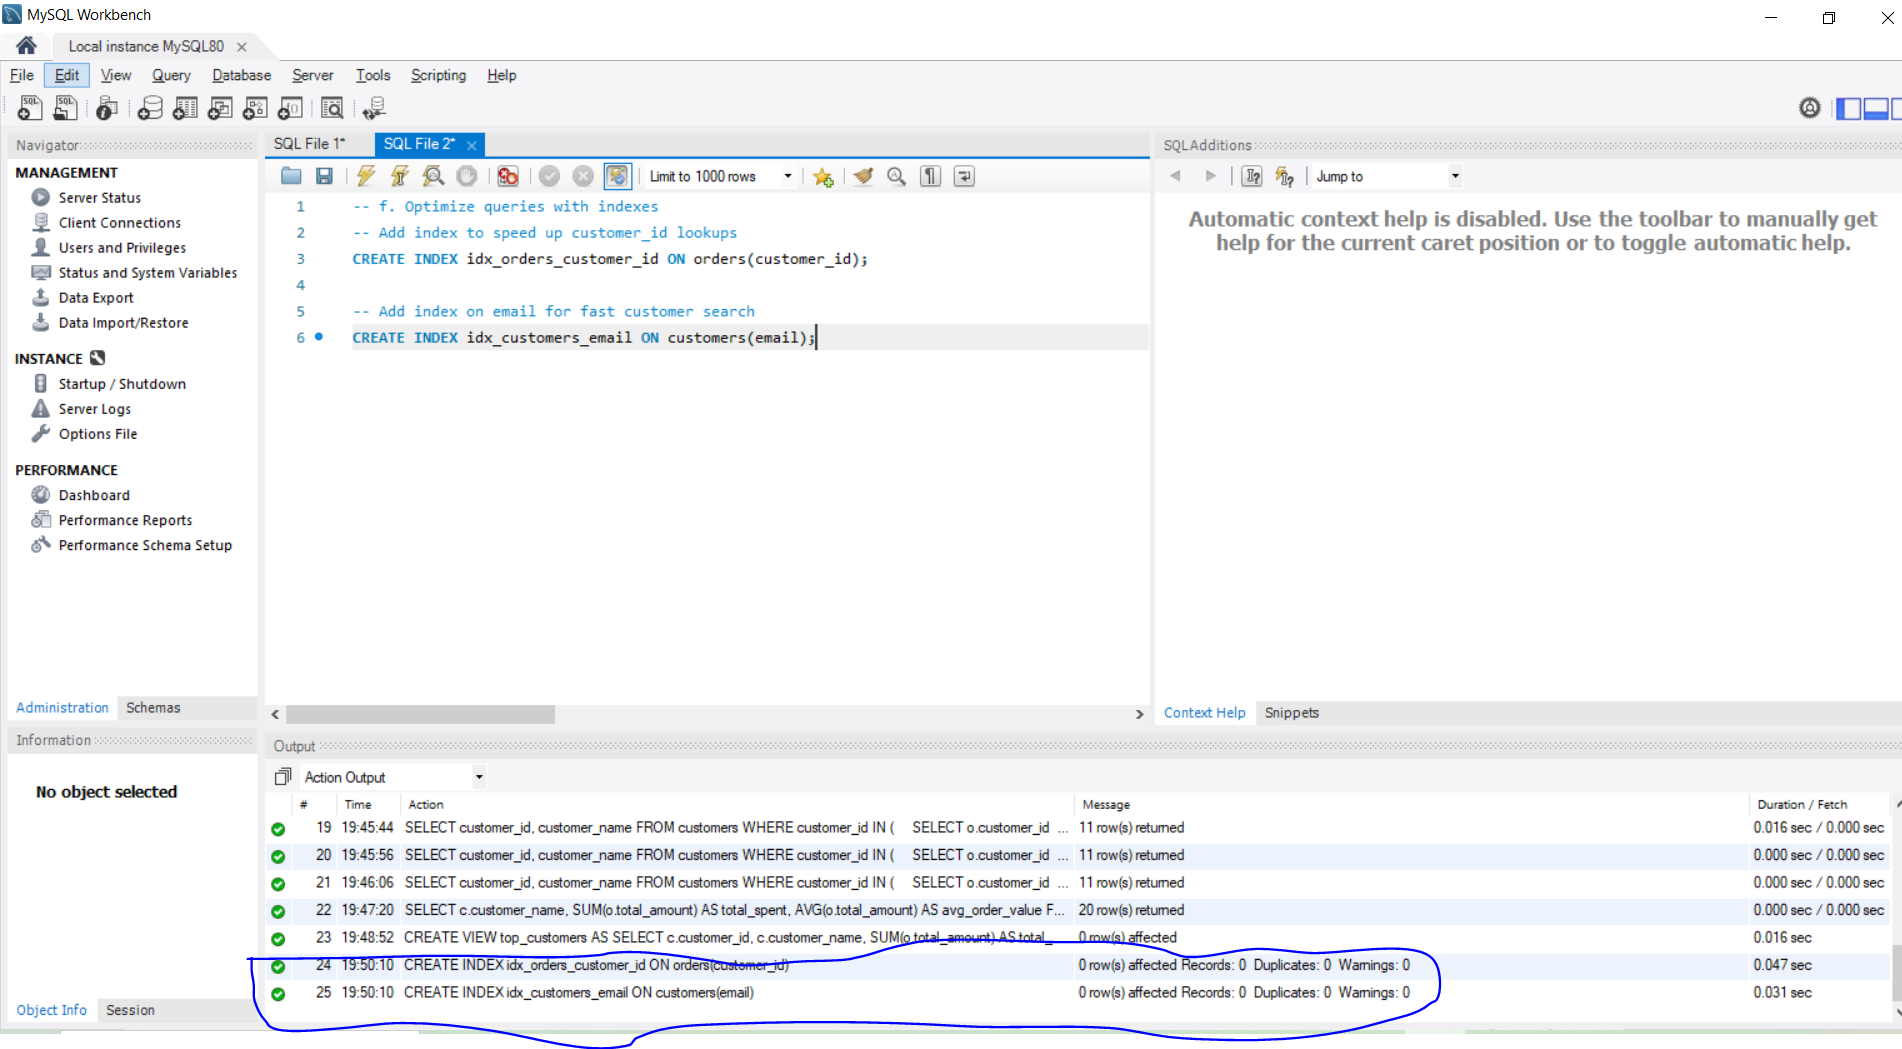 MySQL Workbench
Local instance MySQL80
File Edit View Query Database Server Tools Scripting Help
Navigator
MANAGEMENT
Server Status
Client Connections
Users and Privileges
Status and System Variables
Data Export
Data Import/Restore
INSTANCE
Startup / Shutdown
Server Logs
Options File
PERFORMANCE
Dashboard
Performance Reports
Performance Schema Setup
Administration Schemas
Information
No object selected
Object Info Session
SQL File 1* SQL File 2*
Limit to 1000 rows
1 -- f. Optimize queries with indexes
2 -- Add index to speed up customer_id lookups
3 CREATE INDEX idx_orders_customer_id ON orders(customer_id);
4
5 -- Add index on email for fast customer search
6 CREATE INDEX idx_customers_email ON customers(email);
SQLAdditions
Jump to
Automatic context help is disabled. Use the toolbar to manually get
help for the current caret position or to toggle automatic help.
Context Help Snippets
Output
Action Output
# Time Action Message Duration / Fetch
19 19:45:44 SELECT customer_id, customer_name FROM customers WHERE customer_id IN ( SELECT o.customer_id ... 11 row(s) returned 0.016 sec / 0.000 sec
20 19:45:56 SELECT customer_id, customer_name FROM customers WHERE customer_id IN ( SELECT o.customer_id ... 11 row(s) returned 0.000 sec / 0.000 sec
21 19:46:06 SELECT customer_id, customer_name FROM customers WHERE customer_id IN ( SELECT o.customer_id ... 11 row(s) returned 0.000 sec / 0.000 sec
22 19:47:20 SELECT c.customer_name, SUM(o.total_amount) AS total_spent, AVG(o.total_amount) AS avg_order_value F... 20 row(s) returned 0.000 sec / 0.000 sec
23 19:48:52 CREATE VIEW top_customers AS SELECT c.customer_id, c.customer_name, SUM(o.total_amount) AS total_ 0 row(s) affected 0.016 sec
24 19:50:10 CREATE INDEX idx_orders_customer_id ON orders(customer_id) 0 row(s) affected Records: 0 Duplicates: 0 Warnings: 0 0.047 sec
25 19:50:10 CREATE INDEX idx_customers_email ON customers(email) 0 row(s) affected Records: 0 Duplicates: 0 Warnings: 0 0.031 sec